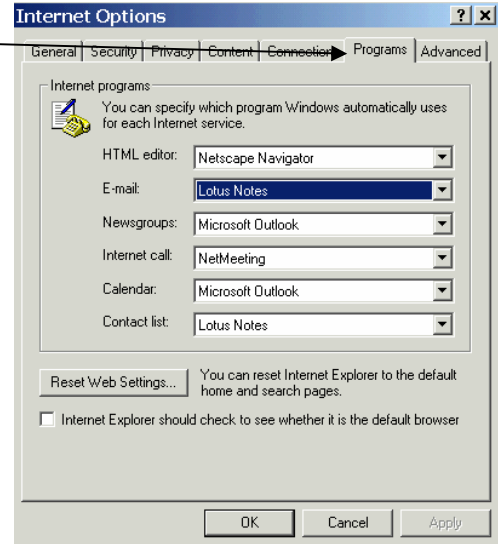 Internet Options
General Security Privacy Content Connections Programs Advanced
Internet programs
You can specify which program Windows automatically uses
for each Internet service.
HTML editor: Netscape Navigator
E-mail: Lotus Notes
Newsgroups: Microsoft Outlook
Internet call: NetMeeting
Calendar: Microsoft Outlook
Contact list: Lotus Notes
Reset Web Settings... You can reset Internet Explorer to the default
home and search pages.
Internet Explorer should check to see whether it is the default browser
OK Cancel Apply